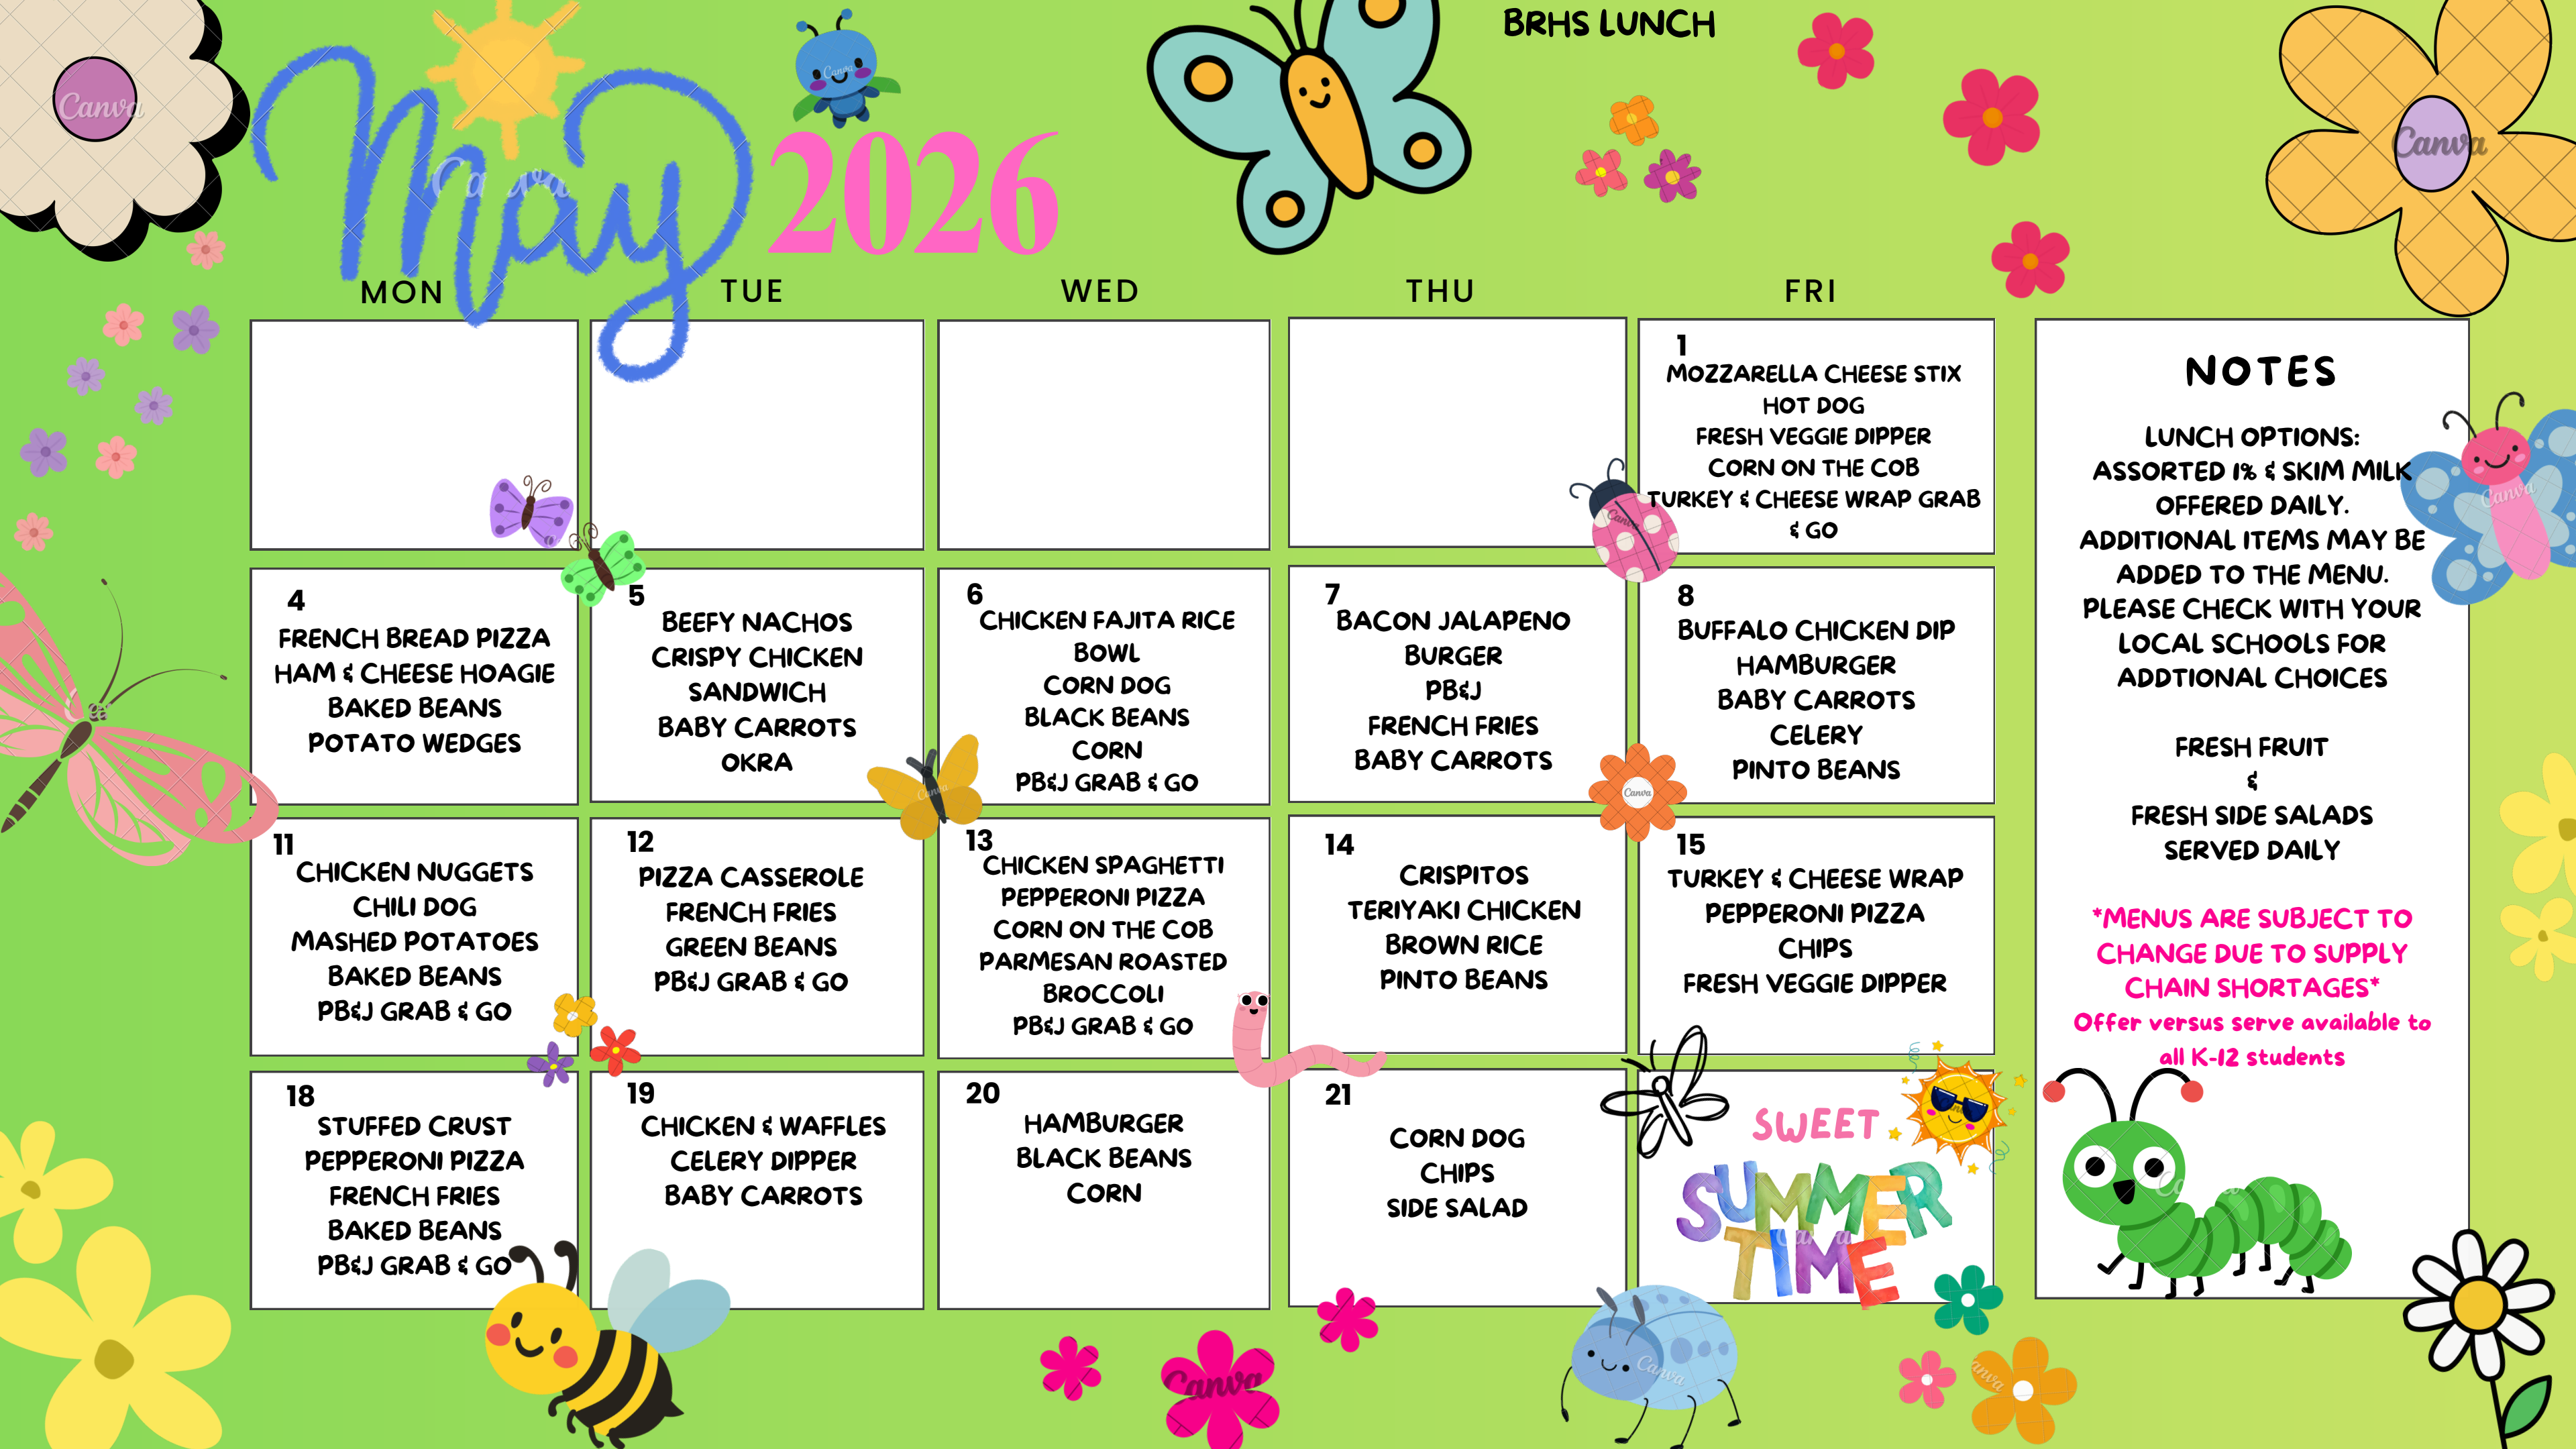 BRHS LUNCH
May
2026
MON
TUE
WED
THU
FRI
1
MOZZARELLA CHEESE STIX
HOT DOG
FRESH VEGGIE DIPPER
CORN ON THE COB
TURKEY & CHEESE WRAP GRAB
& GO
4
FRENCH BREAD PIZZA
HAM & CHEESE HOAGIE
BAKED BEANS
POTATO WEDGES
5
BEEFY NACHOS
CRISPY CHICKEN
SANDWICH
BABY CARROTS
OKRA
6
CHICKEN FAJITA RICE
BOWL
CORN DOG
BLACK BEANS
CORN
PB&J GRAB & GO
7
BACON JALAPENO
BURGER
PB&J
FRENCH FRIES
BABY CARROTS
8
BUFFALO CHICKEN DIP
HAMBURGER
BABY CARROTS
CELERY
PINTO BEANS
11
CHICKEN NUGGETS
CHILI DOG
MASHED POTATOES
BAKED BEANS
PB&J GRAB & GO
12
PIZZA CASSEROLE
FRENCH FRIES
GREEN BEANS
PB&J GRAB & GO
13
CHICKEN SPAGHETTI
PEPPERONI PIZZA
CORN ON THE COB
PARMESAN ROASTED
BROCCOLI
PB&J GRAB & GO
14
CRISPITOS
TERIYAKI CHICKEN
BROWN RICE
PINTO BEANS
15
TURKEY & CHEESE WRAP
PEPPERONI PIZZA
CHIPS
FRESH VEGGIE DIPPER
18
STUFFED CRUST
PEPPERONI PIZZA
FRENCH FRIES
BAKED BEANS
PB&J GRAB & GO
19
CHICKEN & WAFFLES
CELERY DIPPER
BABY CARROTS
20
HAMBURGER
BLACK BEANS
CORN
21
CORN DOG
CHIPS
SIDE SALAD
SWEET
SUMMER
TIME
NOTES
LUNCH OPTIONS:
ASSORTED 1% & SKIM MILK
OFFERED DAILY.
ADDITIONAL ITEMS MAY BE
ADDED TO THE MENU.
PLEASE CHECK WITH YOUR
LOCAL SCHOOLS FOR
ADDTIONAL CHOICES
FRESH FRUIT
&
FRESH SIDE SALADS
SERVED DAILY
*MENUS ARE SUBJECT TO
CHANGE DUE TO SUPPLY
CHAIN SHORTAGES*
Offer versus serve available to
all K-12 students
Canva
Canva
Canva
Canva
Canva
Canva
Canva
Canva
Canva
Canva